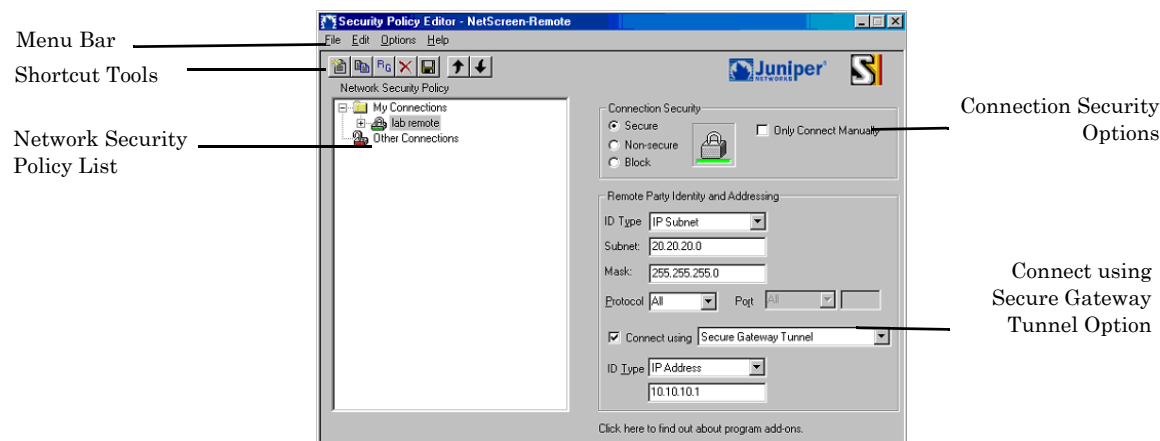 Security Policy Editor - NetScreen-Remote
File Edit Options Help
Menu Bar
Shortcut Tools
Juniper
NETWORKS
Network Security Policy
My Connections
lab remote
Other Connections
Network Security
Policy List
Connection Security
Secure
Non-secure
Block
Only Connect Manually
Connection Security
Options
Remote Party Identity and Addressing
ID Type IP Subnet
Subnet: 20.20.20.0
Mask: 255.255.255.0
Protocol All Port All
Connect using Secure Gateway Tunnel
ID Type IP Address
10.10.10.1
Connect using
Secure Gateway
Tunnel Option
Click here to find out about program add-ons.